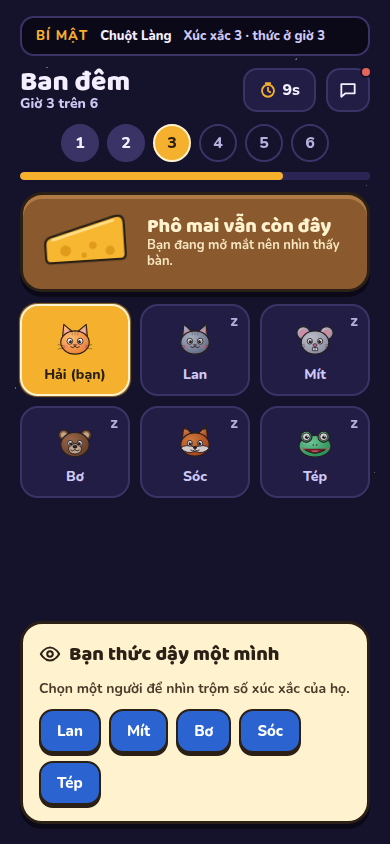 BÍ MẬT Chuột Làng Xúc xắc 3 · thức ở giờ 3
Ban đêm
Giờ 3 trên 6
9s
1 2 3 4 5 6
Phô mai vẫn còn đây
Bạn đang mở mắt nên nhìn thấy
bàn.
Hải (bạn)
z
Lan
z
Mít
z
Bơ
z
Sóc
z
Tép
Bạn thức dậy một mình
Chọn một người để nhìn trộm số xúc xắc của họ.
Lan Mít Bơ Sóc
Tép